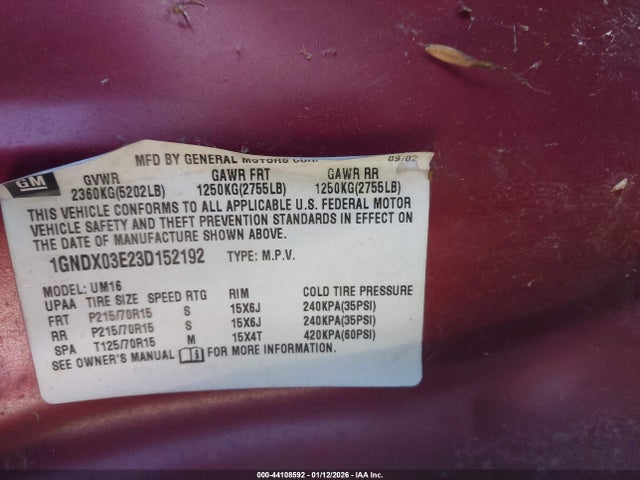 MFD BY GENERAL MOTORS CORP 09/02
GM
GVWR GAWR FRT GAWR RR
2360KG(5202LB) 1250KG(2755LB) 1250KG(2755LB)
THIS VEHICLE CONFORMS TO ALL APPLICABLE U.S. FEDERAL MOTOR
VEHICLE SAFETY AND THEFT PREVENTION STANDARDS IN EFFECT ON
THE DATE OF MANUFACTURE SHOWN ABOVE.
1GNDX03E23D152192 TYPE: M.P.V.
MODEL: UM16
UPAA TIRE SIZE SPEED RTG RIM COLD TIRE PRESSURE
FRT P215/70R15 S 15X6J 240KPA(35PSI)
RR P215/70R15 S 15X6J 240KPA(35PSI)
SPA T125/70R15 M 15X4T 420KPA(60PSI)
SEE OWNER'S MANUAL FOR MORE INFORMATION.
000-44108592 - 01/12/2026 - IAA Inc.